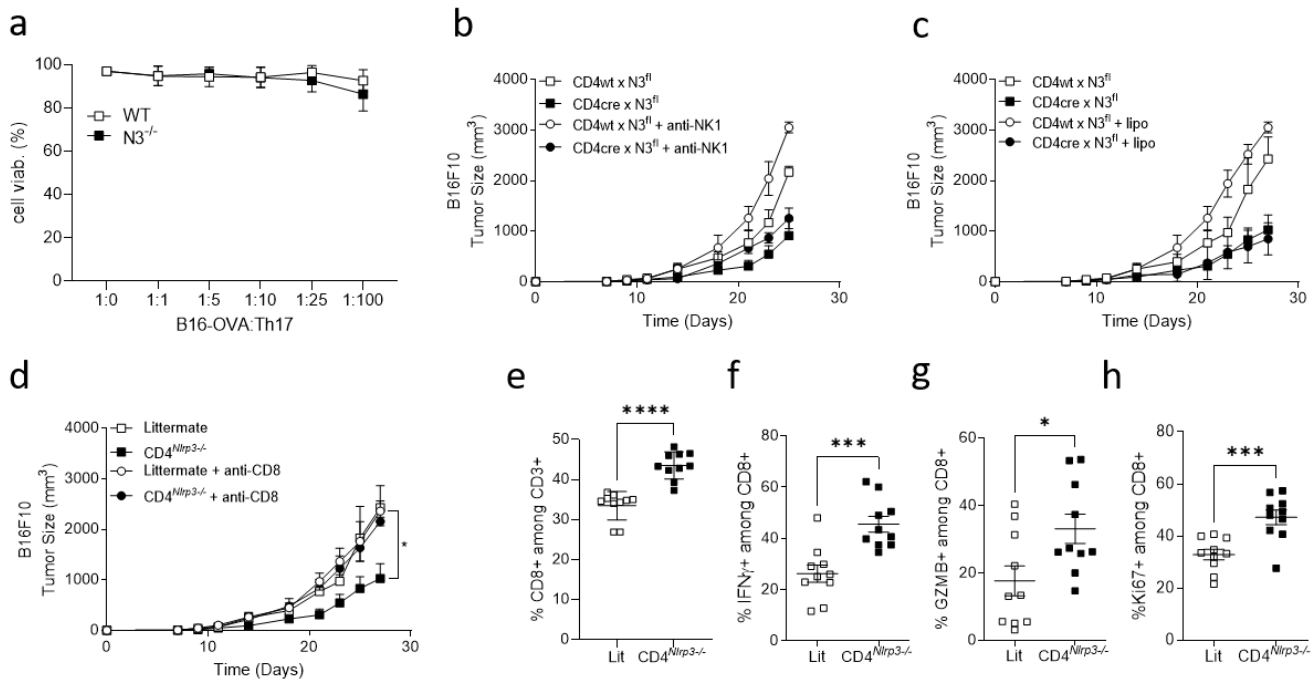 a
cell viab. (%)
100
80
60
40
20
0
WT
N3-/-
1:0 1:1 1:5 1:10 1:25 1:100
B16-OVA:Th17
b
B16F10
Tumor Size (mm3)
4000
3000
2000
1000
0
CD4wt x N3fl
CD4cre x N3fl
CD4wt x N3fl + anti-NK1
CD4cre x N3fl + anti-NK1
0 10 20 30
Time (Days)
c
B16F10
Tumor Size (mm3)
4000
3000
2000
1000
0
CD4wt x N3fl
CD4cre x N3fl
CD4wt x N3fl + lipo
CD4cre x N3fl + lipo
0 10 20 30
Time (Days)
d
B16F10
Tumor Size (mm3)
4000
3000
2000
1000
0
Littermate
CD4Nlrp3-/-
Littermate + anti-CD8
CD4Nlrp3-/- + anti-CD8
*
0 10 20 30
Time (Days)
e
% CD8+ among CD3+
50
40
30
20
10
0
****
Lit CD4Nlrp3-/-
f
% IFNγ+ among CD8+
80
60
40
20
0
***
Lit CD4Nlrp3-/-
g
% GZMB+ among CD8+
60
40
20
0
*
Lit CD4Nlrp3-/-
h
%Ki67+ among CD8+
80
60
40
20
0
***
Lit CD4Nlrp3-/-